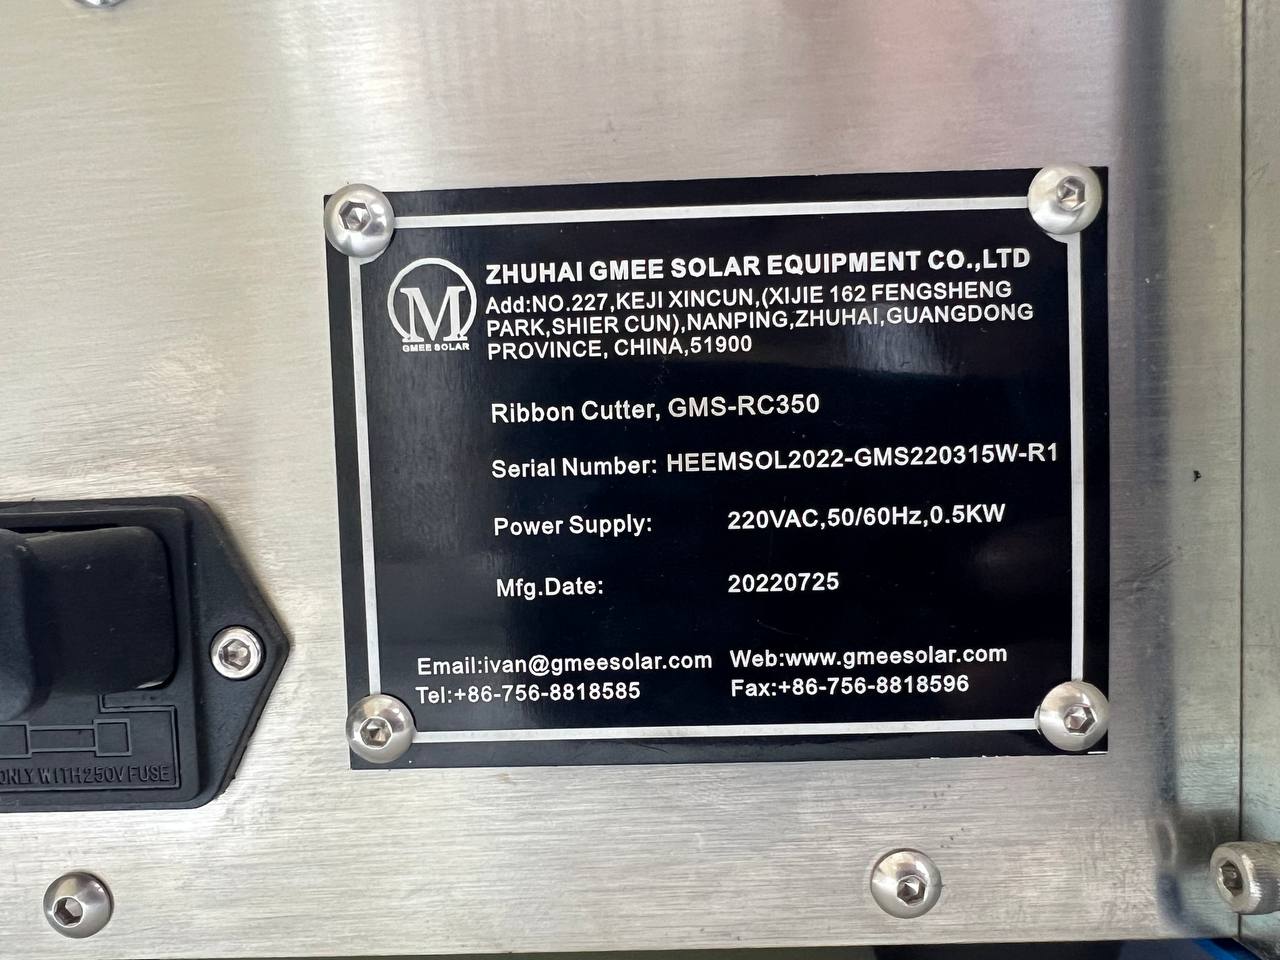 ZHUHAI GMEE SOLAR EQUIPMENT CO.,LTD
Add:NO.227,KEJI XINCUN,(XIJIE 162 FENGSHENG
PARK,SHIER CUN),NANPING,ZHUHAI,GUANGDONG
PROVINCE, CHINA,51900
M
GMEE SOLAR
Ribbon Cutter, GMS-RC350
Serial Number: HEEMSOL2022-GMS220315W-R1
Power Supply: 220VAC,50/60Hz,0.5KW
Mfg.Date: 20220725
Email:ivan@gmeesolar.com Web:www.gmeesolar.com
Tel:+86-756-8818585 Fax:+86-756-8818596
ONLY WITH 250V FUSE